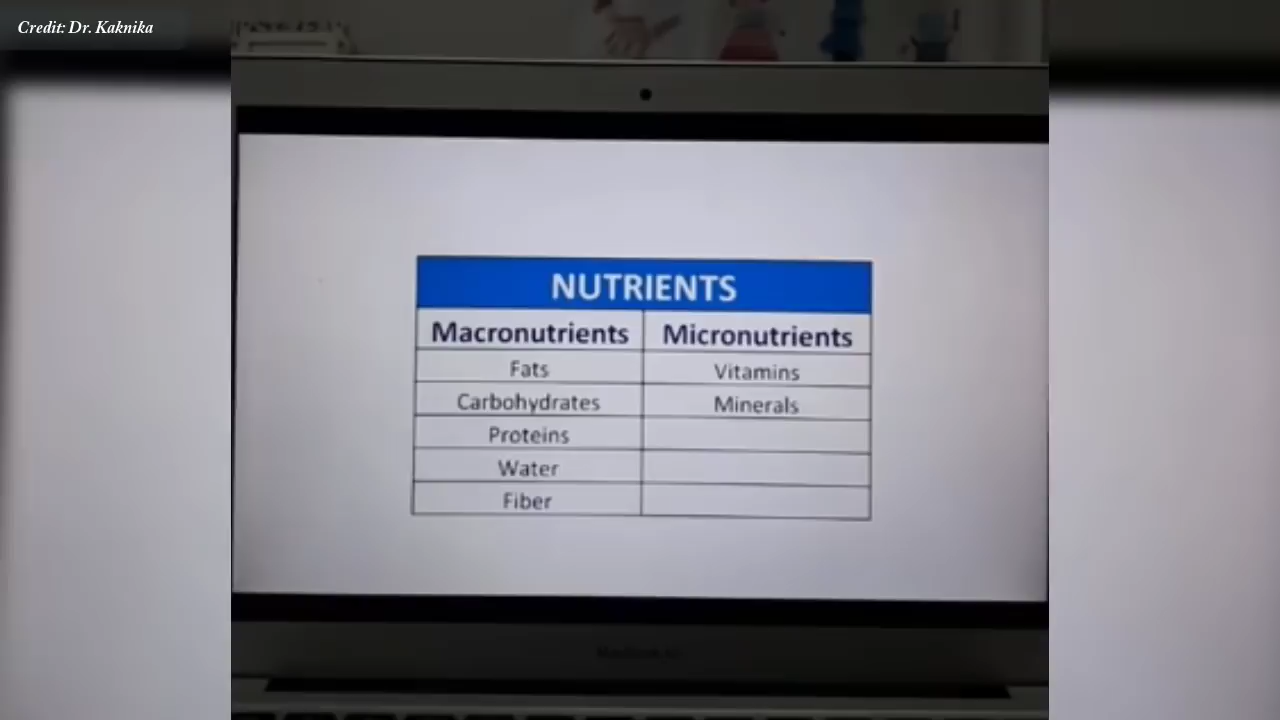 Credit: Dr. Kaknika
NUTRIENTS
Macronutrients Micronutrients
Fats Vitamins
Carbohydrates Minerals
Proteins
Water
Fiber